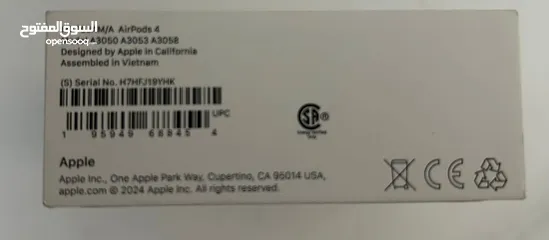 السوق المفتوح
opensooq.com
M/A AirPods 4
A3050 A3053 A3058
Designed by Apple in California
Assembled in Vietnam
(S) Serial No. H7HFJ19YHK
UPC
1 95949 68845 4
Apple
Apple Inc., One Apple Park Way, Cupertino, CA 95014 USA,
apple.com ® 2024 Apple Inc. All rights reserved.